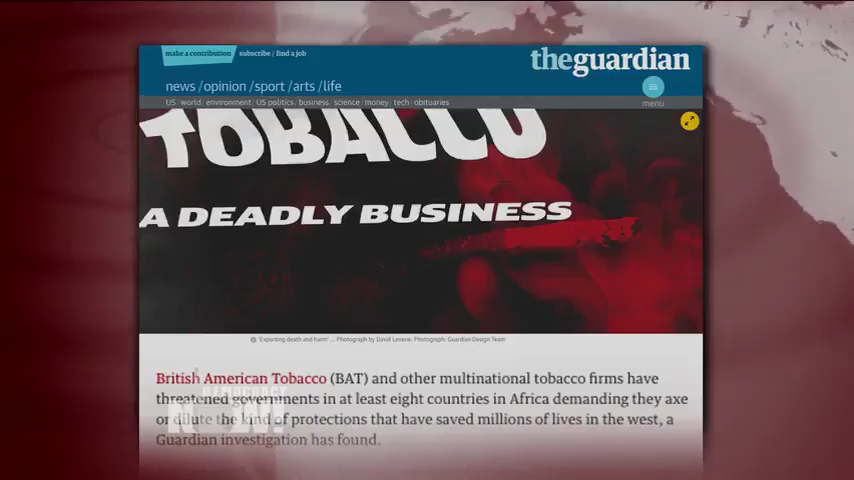 make a contribution subscribe / find a job
theguardian
news / opinion / sport / arts / life
US world environment US politics business science money tech obituaries
menu
TOBACCO
A DEADLY BUSINESS
'Exporting death and harm' ... Photograph by David Levene. Photograph: Guardian Design Team
British American Tobacco (BAT) and other multinational tobacco firms have
threatened governments in at least eight countries in Africa demanding they axe
or dilute the kind of protections that have saved millions of lives in the west, a
Guardian investigation has found.
DEMOCRACY
NOW!